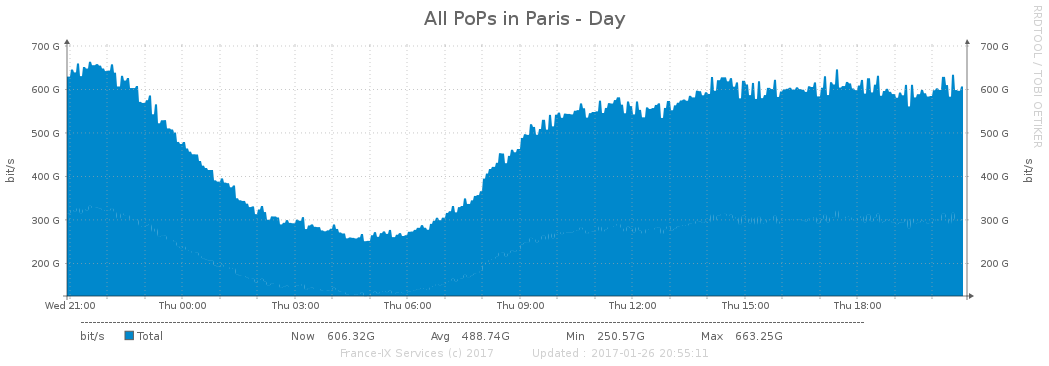 All PoPs in Paris - Day
RRDTOOL / TOBI OETIKER
700 G 700 G
600 G 600 G
500 G 500 G
400 G 400 G
300 G 300 G
200 G 200 G
bit/s bit/s
Wed 21:00 Thu 00:00 Thu 03:00 Thu 06:00 Thu 09:00 Thu 12:00 Thu 15:00 Thu 18:00
bit/s Total Now 606.32G Avg 488.74G Min 250.57G Max 663.25G
France-IX Services (c) 2017 Updated : 2017-01-26 20:55:11